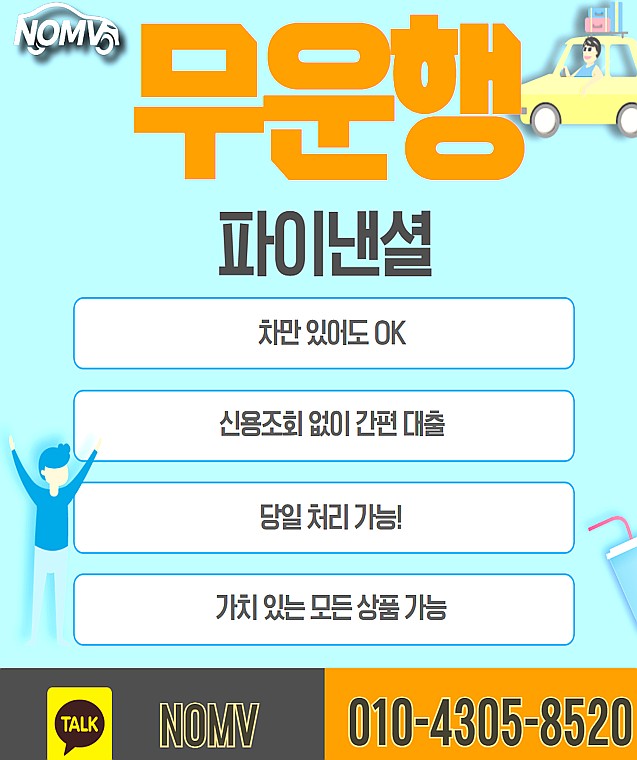 NOMV
무운행
파이낸셜
차만 있어도 OK
신용조회 없이 간편 대출
당일 처리 가능!
가치 있는 모든 상품 가능
TALK
NOMV
010-4305-8520